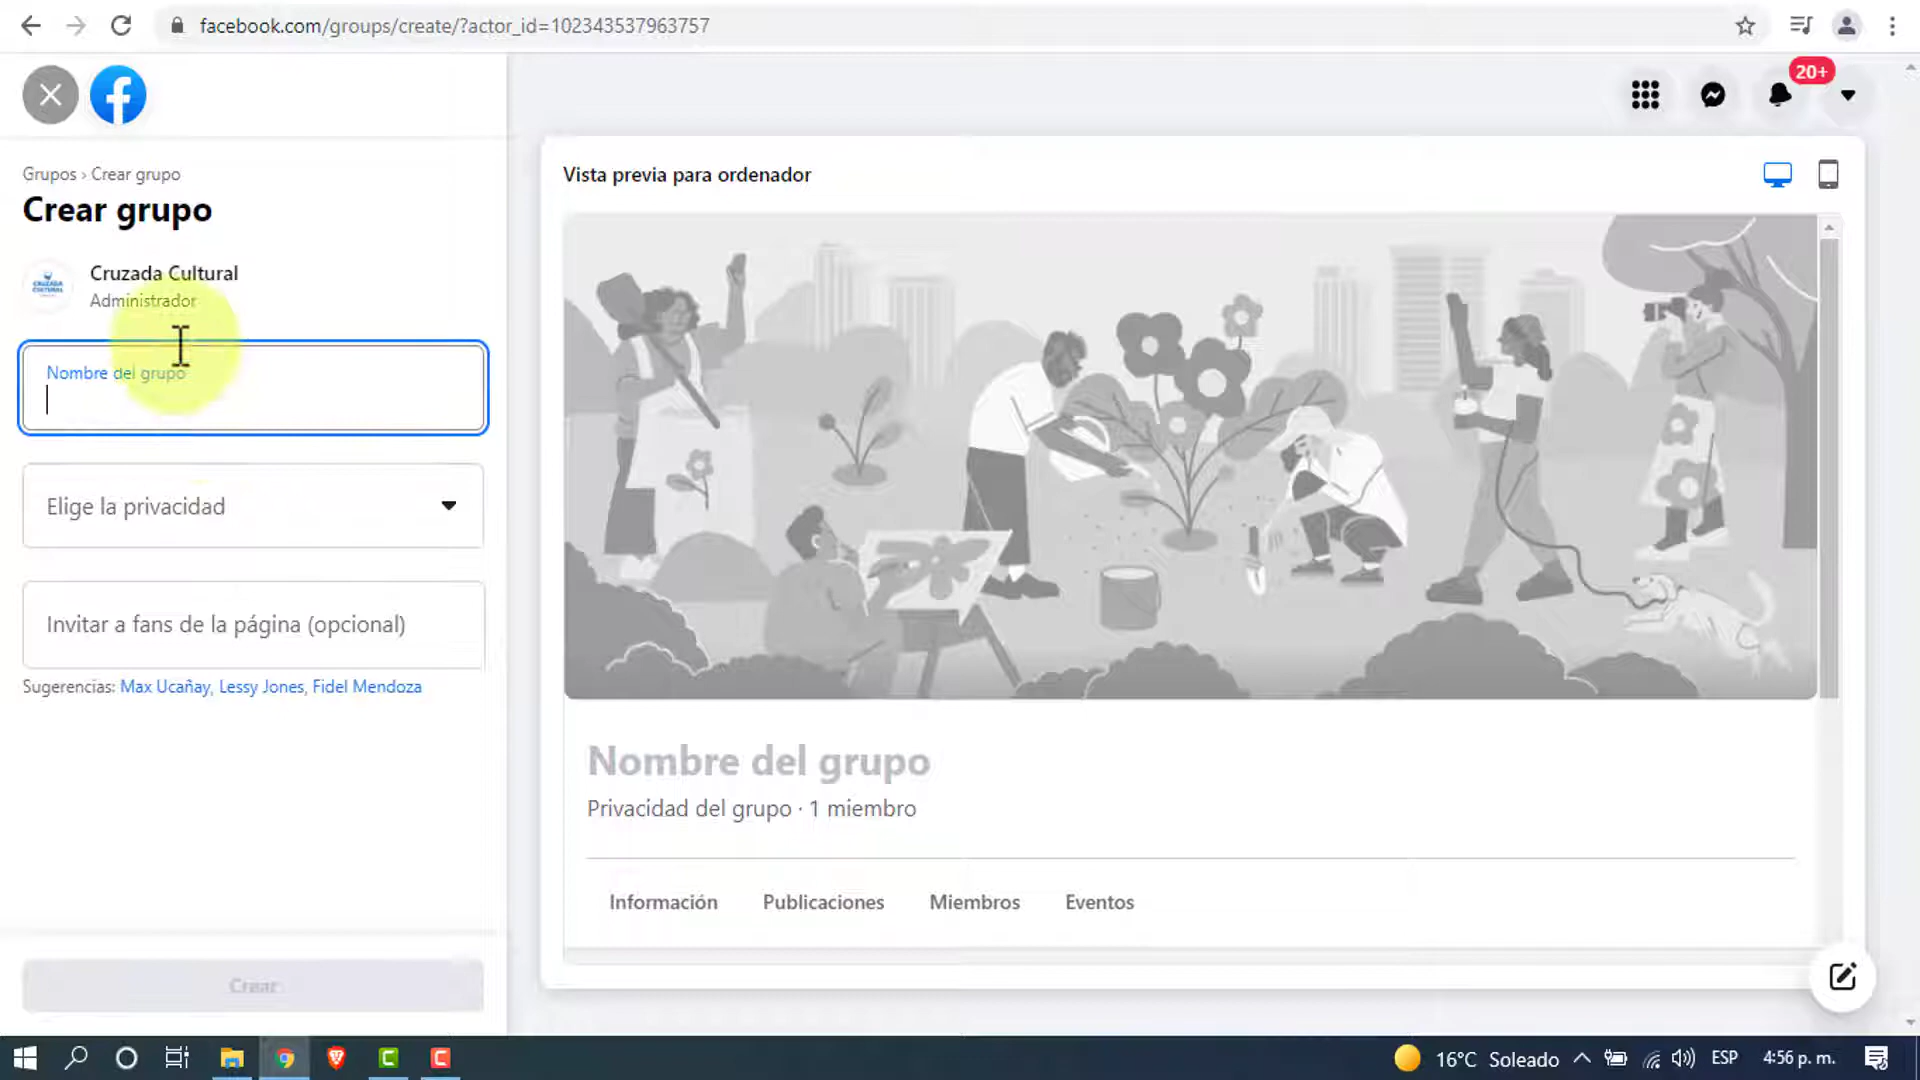 facebook.com/groups/create/?actor_id=102343537963757
20+
Grupos › Crear grupo
Crear grupo
CRUZADA CULTURAL
Cruzada Cultural
Administrador
Nombre del grupo
Elige la privacidad
Invitar a fans de la página (opcional)
Sugerencias: Max Ucañay, Lessy Jones, Fidel Mendoza
Crear
Vista previa para ordenador
Nombre del grupo
Privacidad del grupo · 1 miembro
Información Publicaciones Miembros Eventos
16°C Soleado ESP 4:56 p. m.